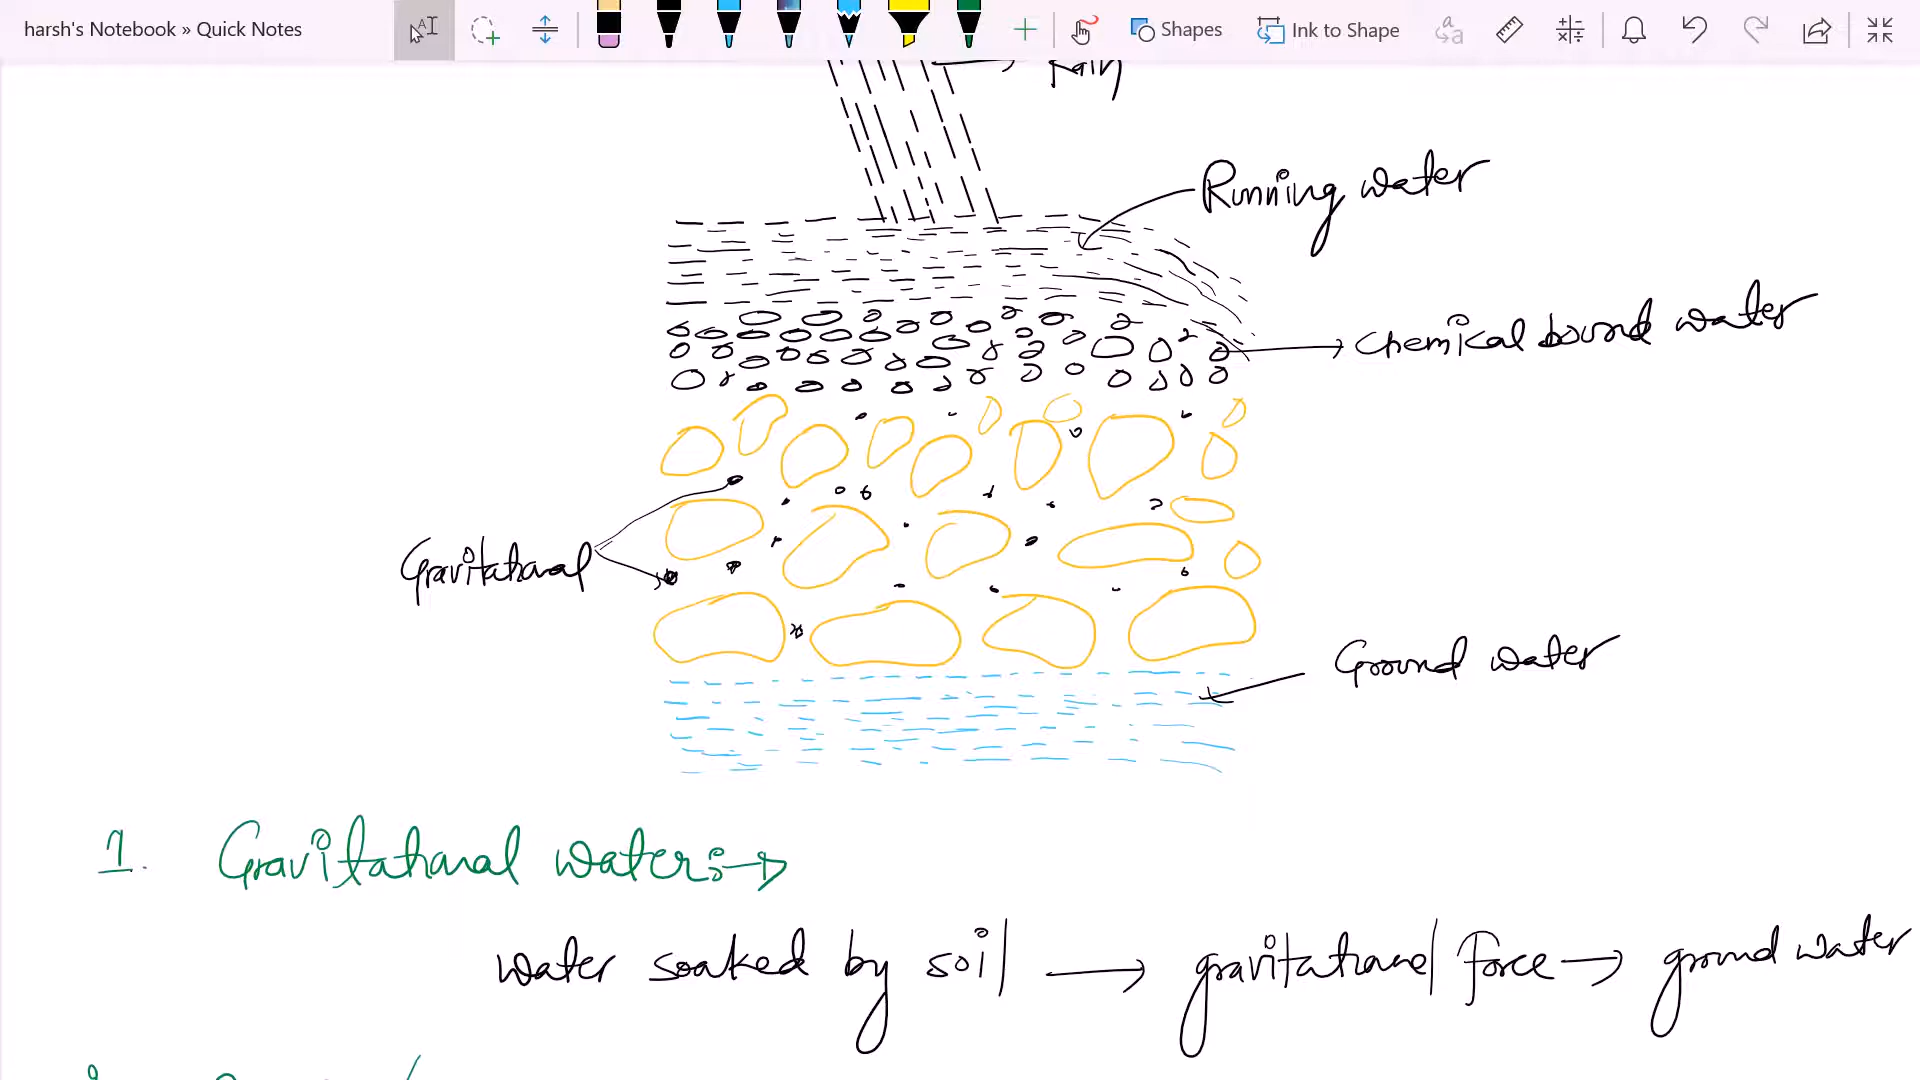 harsh's Notebook » Quick Notes
Shapes
Ink to Shape
Rain
Running water
Chemical bound water
Gravitational
Ground water
1. Gravitational water:→
water soaked by soil → gravitational force → ground water